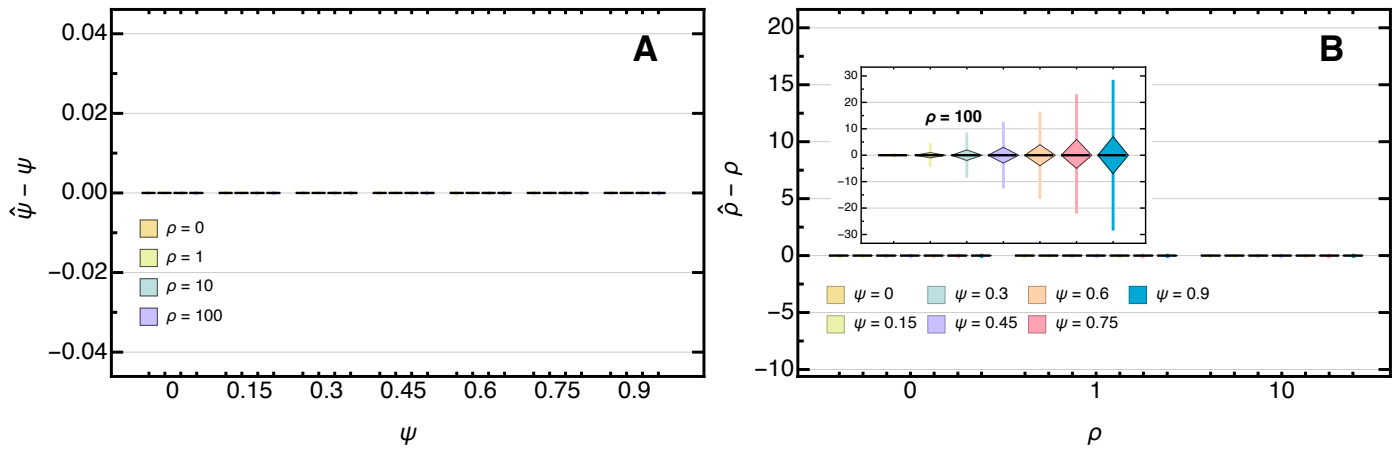 A
0.04
0.02
0.00
−0.02
−0.04
ψ̂ − ψ
ρ = 0
ρ = 1
ρ = 10
ρ = 100
0 0.15 0.3 0.45 0.6 0.75 0.9
ψ
B
20
15
10
5
0
−5
−10
ρ̂ − ρ
30
20
10
0
−10
−20
−30
ρ = 100
ψ = 0 ψ = 0.3 ψ = 0.6 ψ = 0.9
ψ = 0.15 ψ = 0.45 ψ = 0.75
0 1 10
ρ